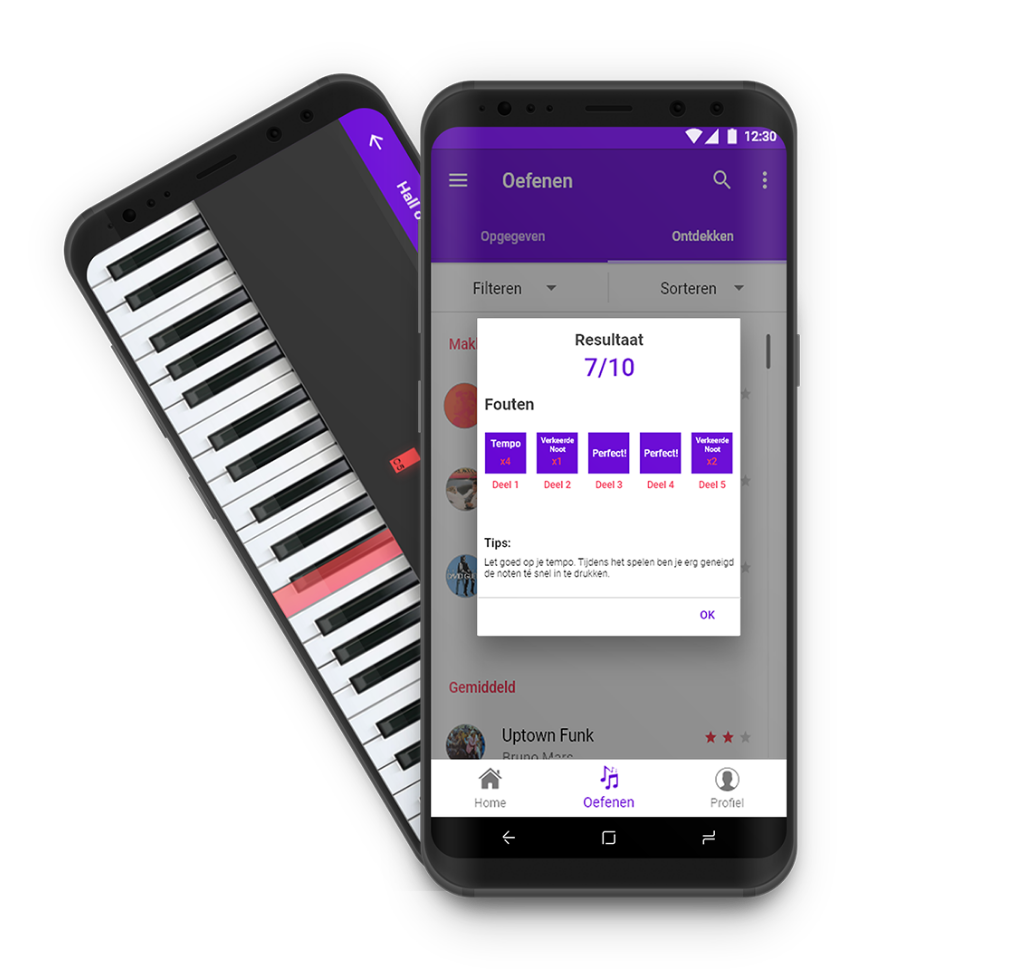 Hall o
12:30
Oefenen
Opgegeven
Ontdekken
Filteren
Sorteren
Resultaat
7/10
Fouten
Tempo
x4
Verkeerde
Noot
x1
Perfect!
Perfect!
Verkeerde
Noot
x2
Deel 1
Deel 2
Deel 3
Deel 4
Deel 5
Tips:
Let goed op je tempo. Tijdens het spelen ben je erg geneigd
de noten té snel in te drukken.
OK
Gemiddeld
Uptown Funk
Bruno Mars
Home
Oefenen
Profiel